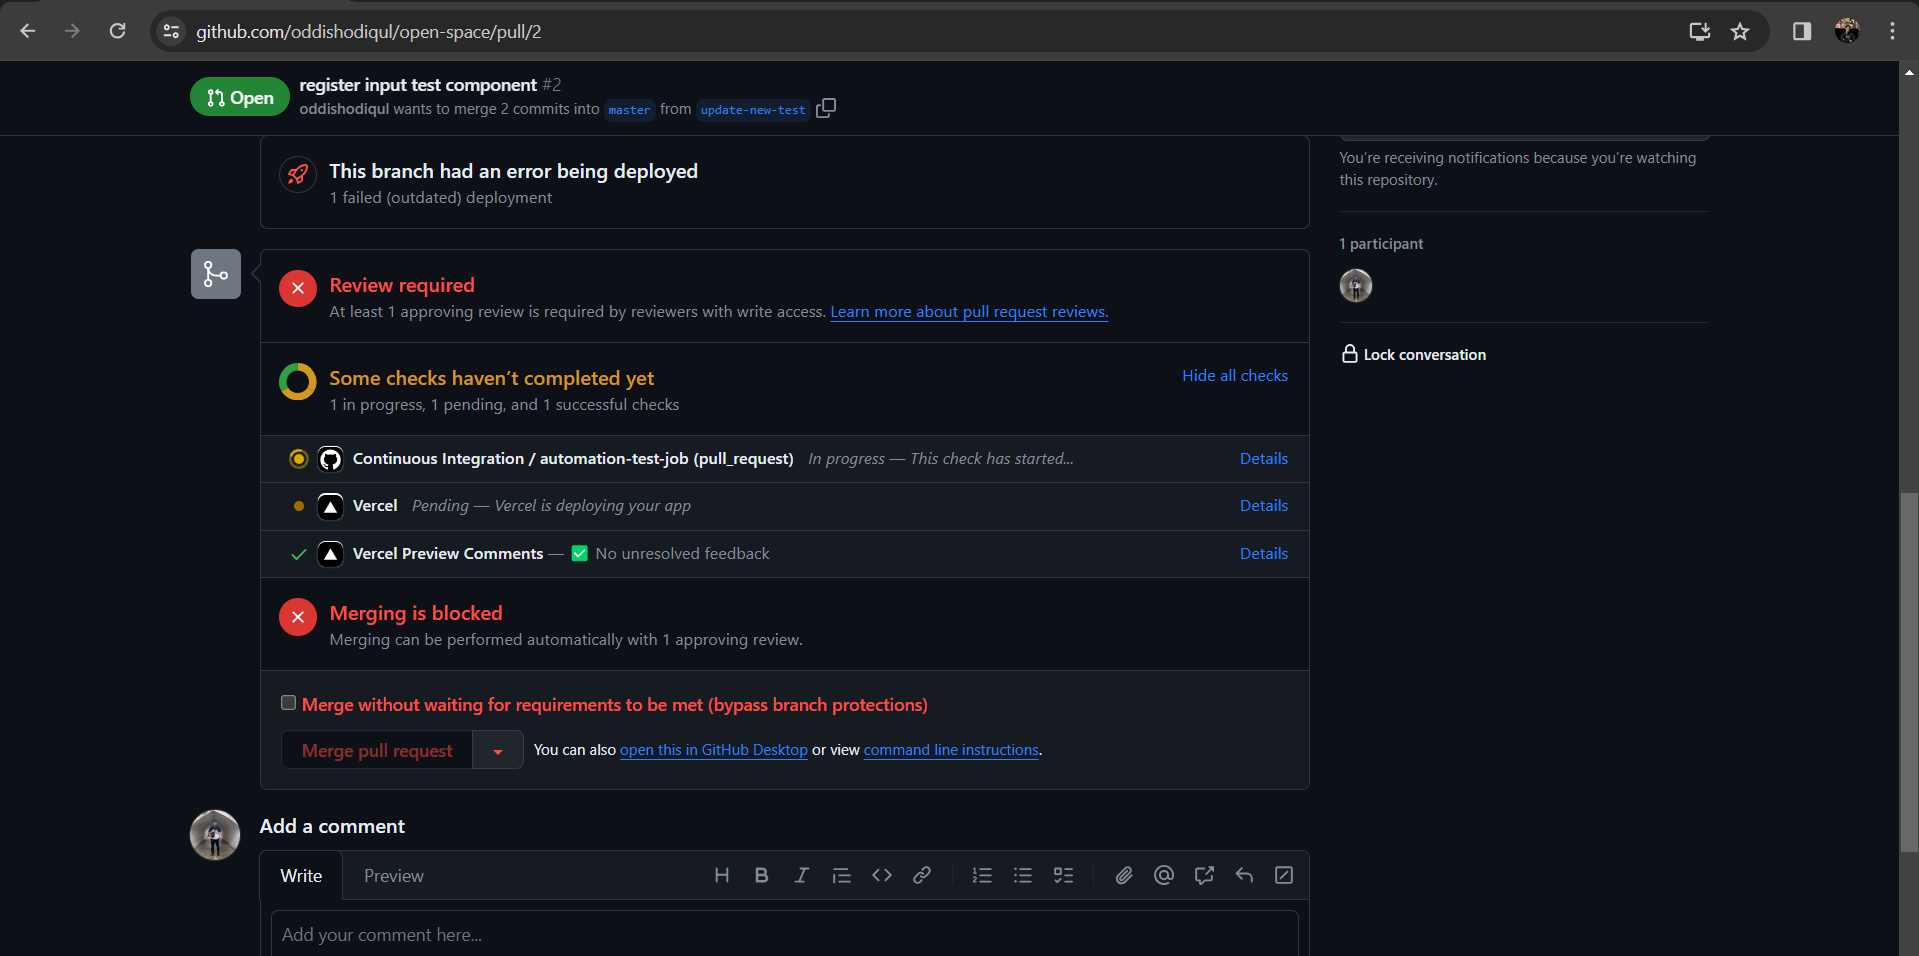 github.com/oddishodiqul/open-space/pull/2
Open
register input test component #2
oddishodiqul wants to merge 2 commits into master from update-new-test
This branch had an error being deployed
1 failed (outdated) deployment
You're receiving notifications because you're watching
this repository.
1 participant
Lock conversation
Review required
At least 1 approving review is required by reviewers with write access. Learn more about pull request reviews.
Some checks haven't completed yet
Hide all checks
1 in progress, 1 pending, and 1 successful checks
Continuous Integration / automation-test-job (pull_request) In progress — This check has started... Details
Vercel Pending — Vercel is deploying your app Details
Vercel Preview Comments — ✅ No unresolved feedback Details
Merging is blocked
Merging can be performed automatically with 1 approving review.
Merge without waiting for requirements to be met (bypass branch protections)
Merge pull request
You can also open this in GitHub Desktop or view command line instructions.
Add a comment
Write Preview
Add your comment here...